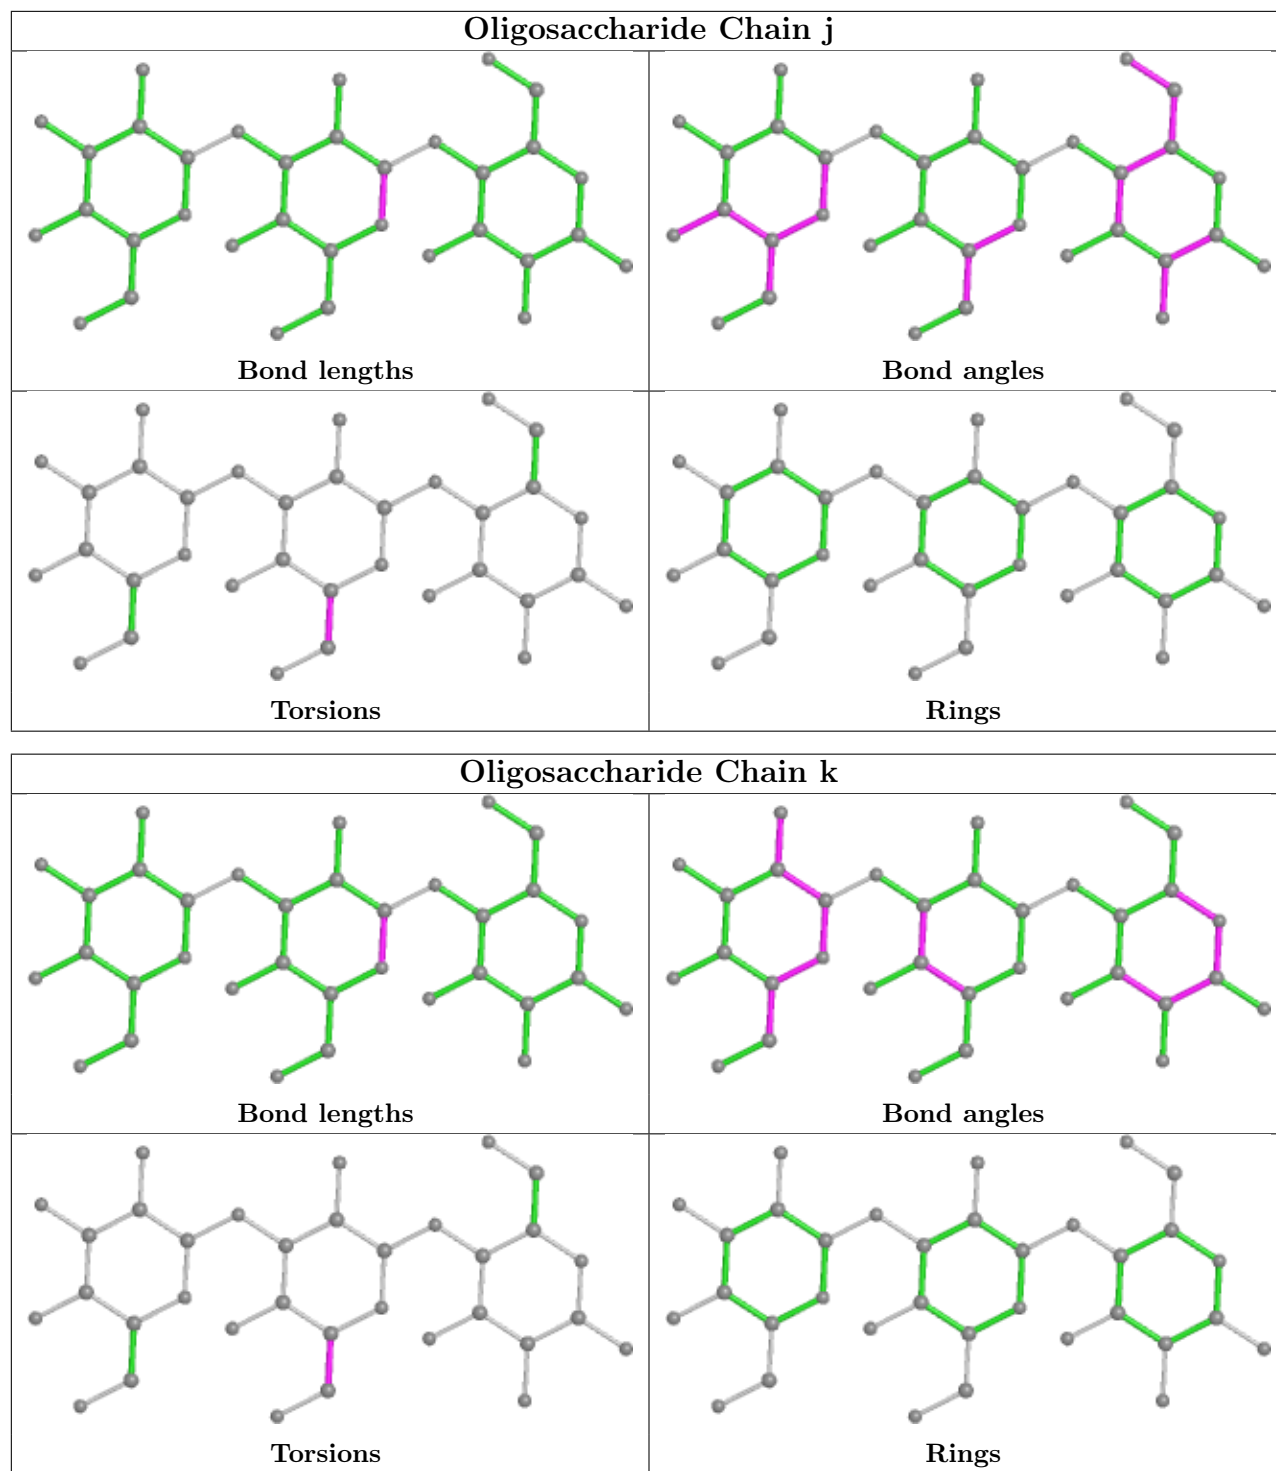 Oligosaccharide Chain j
Bond lengths
Bond angles
Torsions
Rings
Oligosaccharide Chain k
Bond lengths
Bond angles
Torsions
Rings